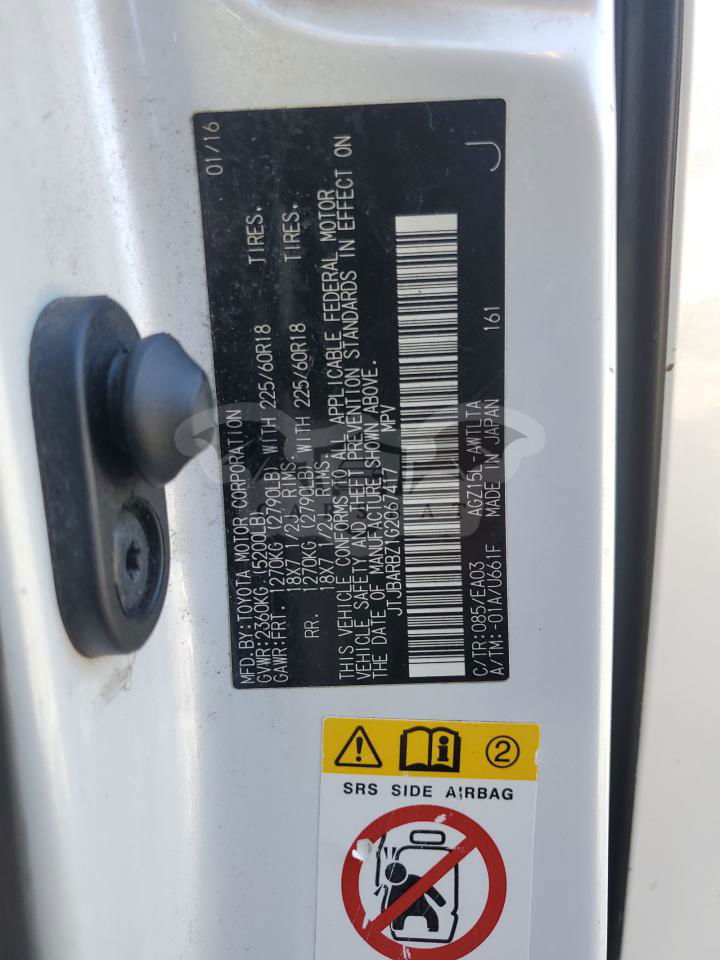 01/16
MFD.BY:TOYOTA MOTOR CORPORATION
GVWR:2360KG (5200LB)
GAWR:FRT. 1270KG (2790LB) WITH 225/60R18 TIRES.
18X7 1/2J RIMS.
RR. 1270KG (2790LB) WITH 225/60R18 TIRES.
18X7 1/2J RIMS.
THIS VEHICLE CONFORMS TO ALL APPLICABLE FEDERAL MOTOR
VEHICLE SAFETY AND THEFT PREVENTION STANDARDS IN EFFECT ON
THE DATE OF MANUFACTURE SHOWN ABOVE.
JTJBARBZ1G2067417 MPV
C/TR:085/EA03 AGZ15L-AWTLTA
A/TM:-01A/U661F MADE IN JAPAN 161
J
2
SRS SIDE AIRBAG